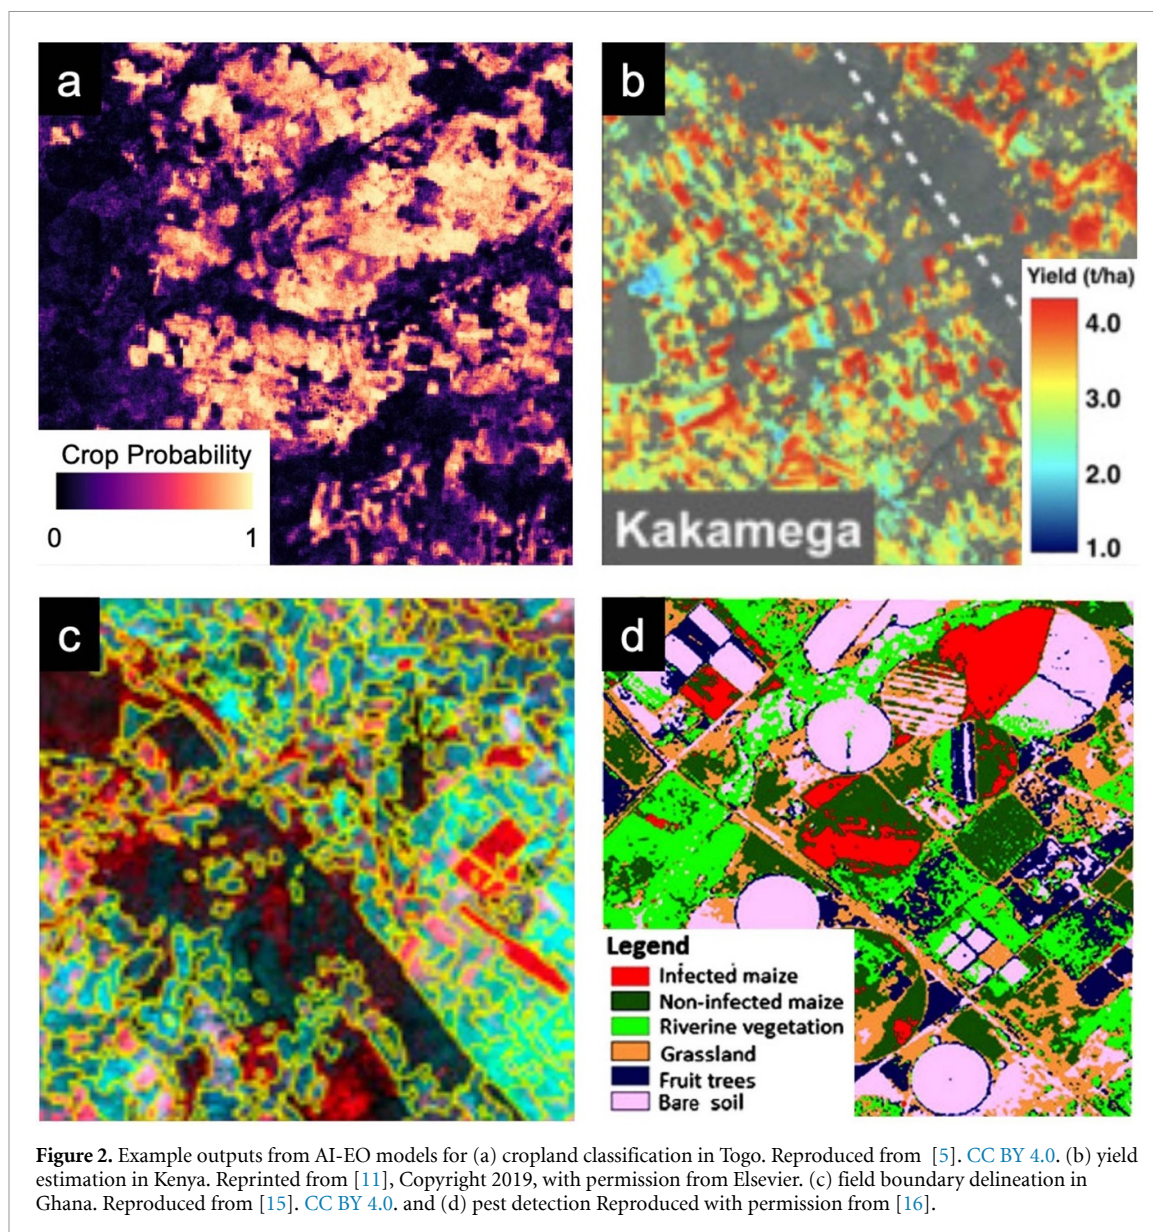 a
Crop Probability
0 1
b
Yield (t/ha)
4.0
3.0
2.0
1.0
Kakamega
c
d
Legend
Infected maize
Non-infected maize
Riverine vegetation
Grassland
Fruit trees
Bare soil
Figure 2. Example outputs from AI-EO models for (a) cropland classification in Togo. Reproduced from [5]. CC BY 4.0. (b) yield
estimation in Kenya. Reprinted from [11], Copyright 2019, with permission from Elsevier. (c) field boundary delineation in
Ghana. Reproduced from [15]. CC BY 4.0. and (d) pest detection Reproduced with permission from [16].